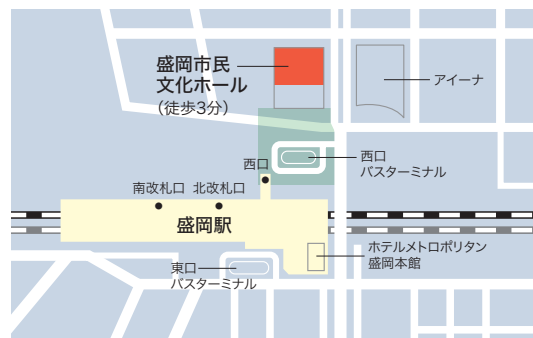 盛岡市民
文化ホール
（徒歩3分）
アイーナ
西口
西口
バスターミナル
南改札口
北改札口
盛岡駅
ホテルメトロポリタン
盛岡本館
東口
バスターミナル